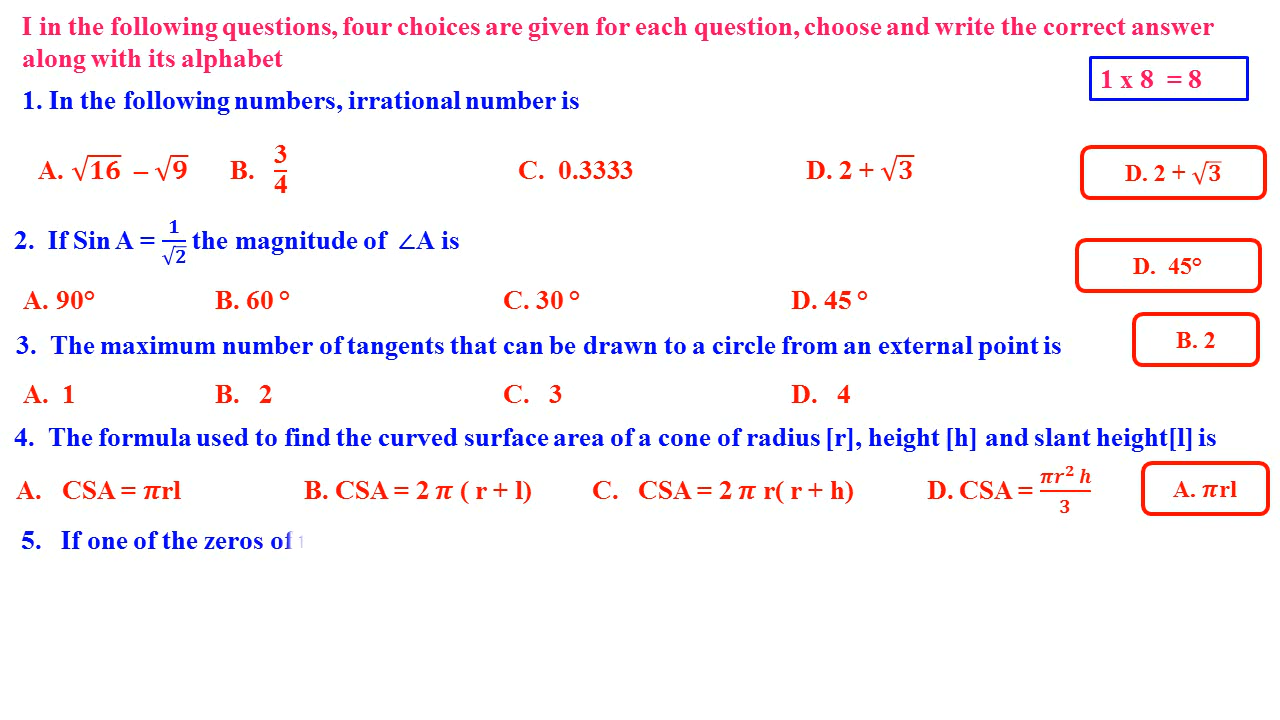 I in the following questions, four choices are given for each question, choose and write the correct answer
along with its alphabet
1 x 8 = 8
1. In the following numbers, irrational number is
A. √16 – √9 B. 3/4 C. 0.3333 D. 2 + √3
D. 2 + √3
2. If Sin A = 1/√2 the magnitude of ∠A is
D. 45°
A. 90° B. 60 ° C. 30 ° D. 45 °
3. The maximum number of tangents that can be drawn to a circle from an external point is
B. 2
A. 1 B. 2 C. 3 D. 4
4. The formula used to find the curved surface area of a cone of radius [r], height [h] and slant height[l] is
A. CSA = πrl B. CSA = 2 π ( r + l) C. CSA = 2 π r( r + h) D. CSA = πr² h/3
A. πrl
5. If one of the zeros of